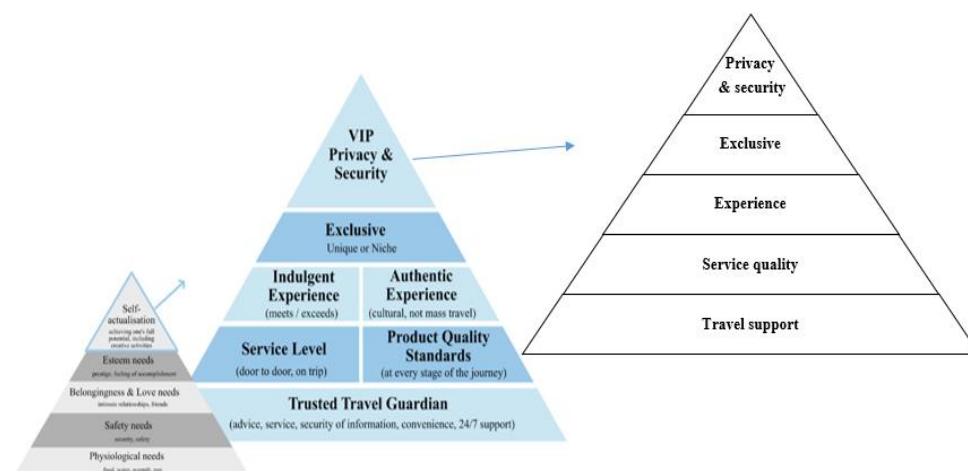 Self-
actualisation
achieving one's full
potential, including
creative activities
Esteem needs
prestige, feeling of accomplishment
Belongingness & Love needs
intimate relationships, friends
Safety needs
security, safety
Physiological needs
food, water, warmth, rest
VIP
Privacy &
Security
Exclusive
Unique or Niche
Indulgent
Experience
(meets / exceeds)
Authentic
Experience
(cultural, not mass travel)
Service Level
(door to door, on trip)
Product Quality
Standards
(at every stage of the journey)
Trusted Travel Guardian
(advice, service, security of information, convenience, 24/7 support)
Privacy
& security
Exclusive
Experience
Service quality
Travel support